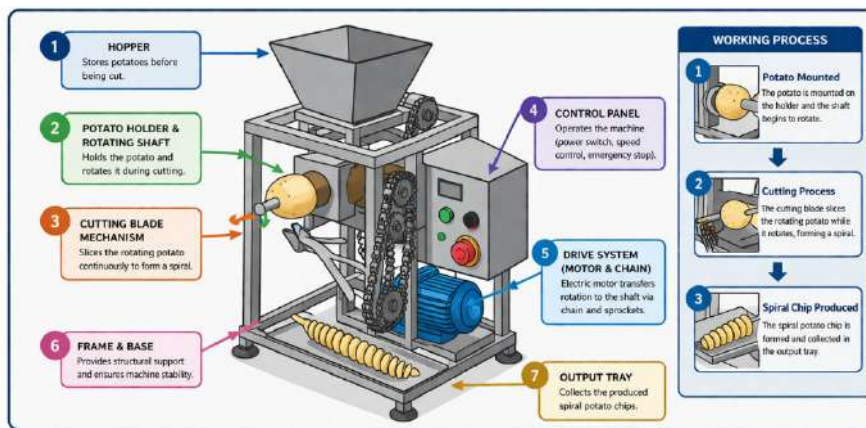 1
HOPPER
Stores potatoes before
being cut.
2
POTATO HOLDER &
ROTATING SHAFT
Holds the potato and
rotates it during cutting.
3
CUTTING BLADE
MECHANISM
Slices the rotating potato
continuously to form a spiral.
6
FRAME & BASE
Provides structural support
and ensures machine stability.
4
CONTROL PANEL
Operates the machine
(power switch, speed
control, emergency stop).
5
DRIVE SYSTEM
(MOTOR & CHAIN)
Electric motor transfers
rotation to the shaft via
chain and sprockets.
7
OUTPUT TRAY
Collects the produced
spiral potato chips.
WORKING PROCESS
1
Potato Mounted
The potato is mounted on
the holder and the shaft
begins to rotate.
2
Cutting Process
The cutting blade slices
the rotating potato while
it rotates, forming a spiral.
3
Spiral Chip Produced
The spiral potato chip is
formed and collected in
the output tray.